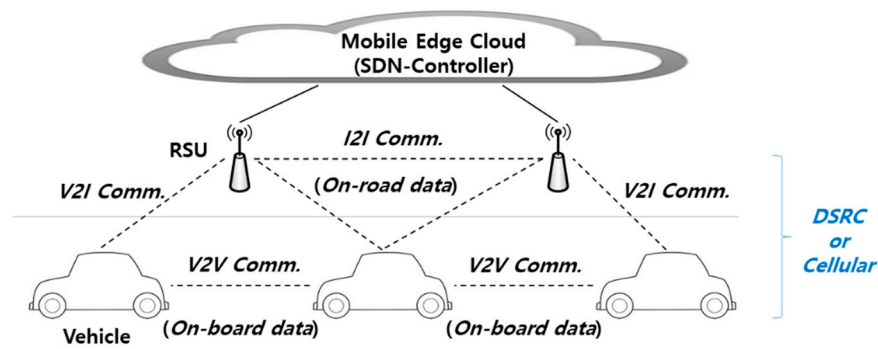 Mobile Edge Cloud
(SDN-Controller)
RSU
I2I Comm.
V2I Comm.
(On-road data)
V2I Comm.
DSRC
or
Cellular
V2V Comm.
V2V Comm.
Vehicle
(On-board data)
(On-board data)